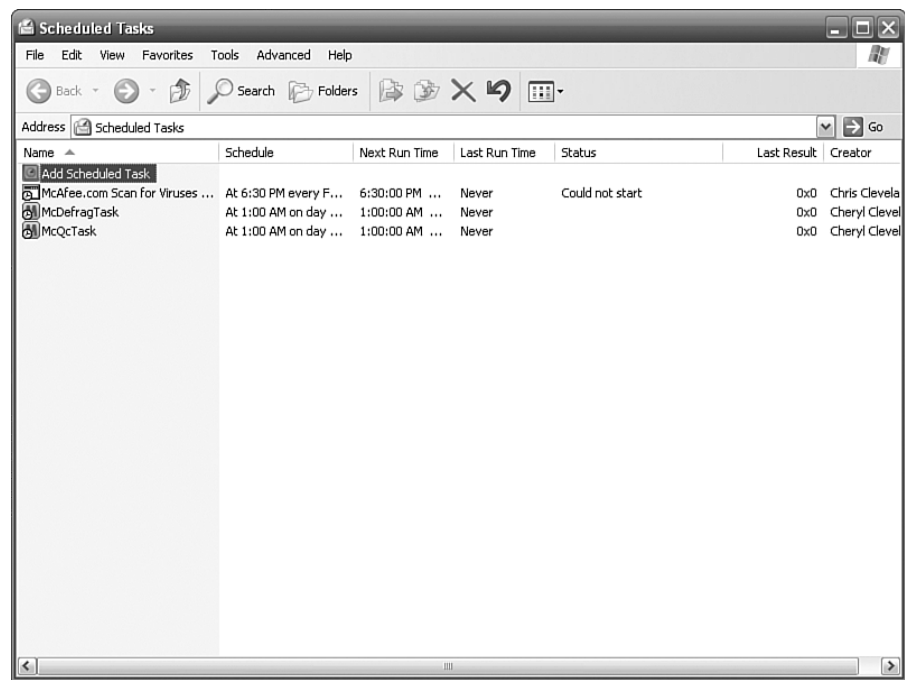 Scheduled Tasks
File Edit View Favorites Tools Advanced Help
Back Search Folders
Address Scheduled Tasks Go
Name Schedule Next Run Time Last Run Time Status Last Result Creator
Add Scheduled Task
McAfee.com Scan for Viruses ... At 6:30 PM every F... 6:30:00 PM ... Never Could not start 0x0 Chris Clevela
McDefragTask At 1:00 AM on day ... 1:00:00 AM ... Never 0x0 Cheryl Clevel
McQcTask At 1:00 AM on day ... 1:00:00 AM ... Never 0x0 Cheryl Clevel